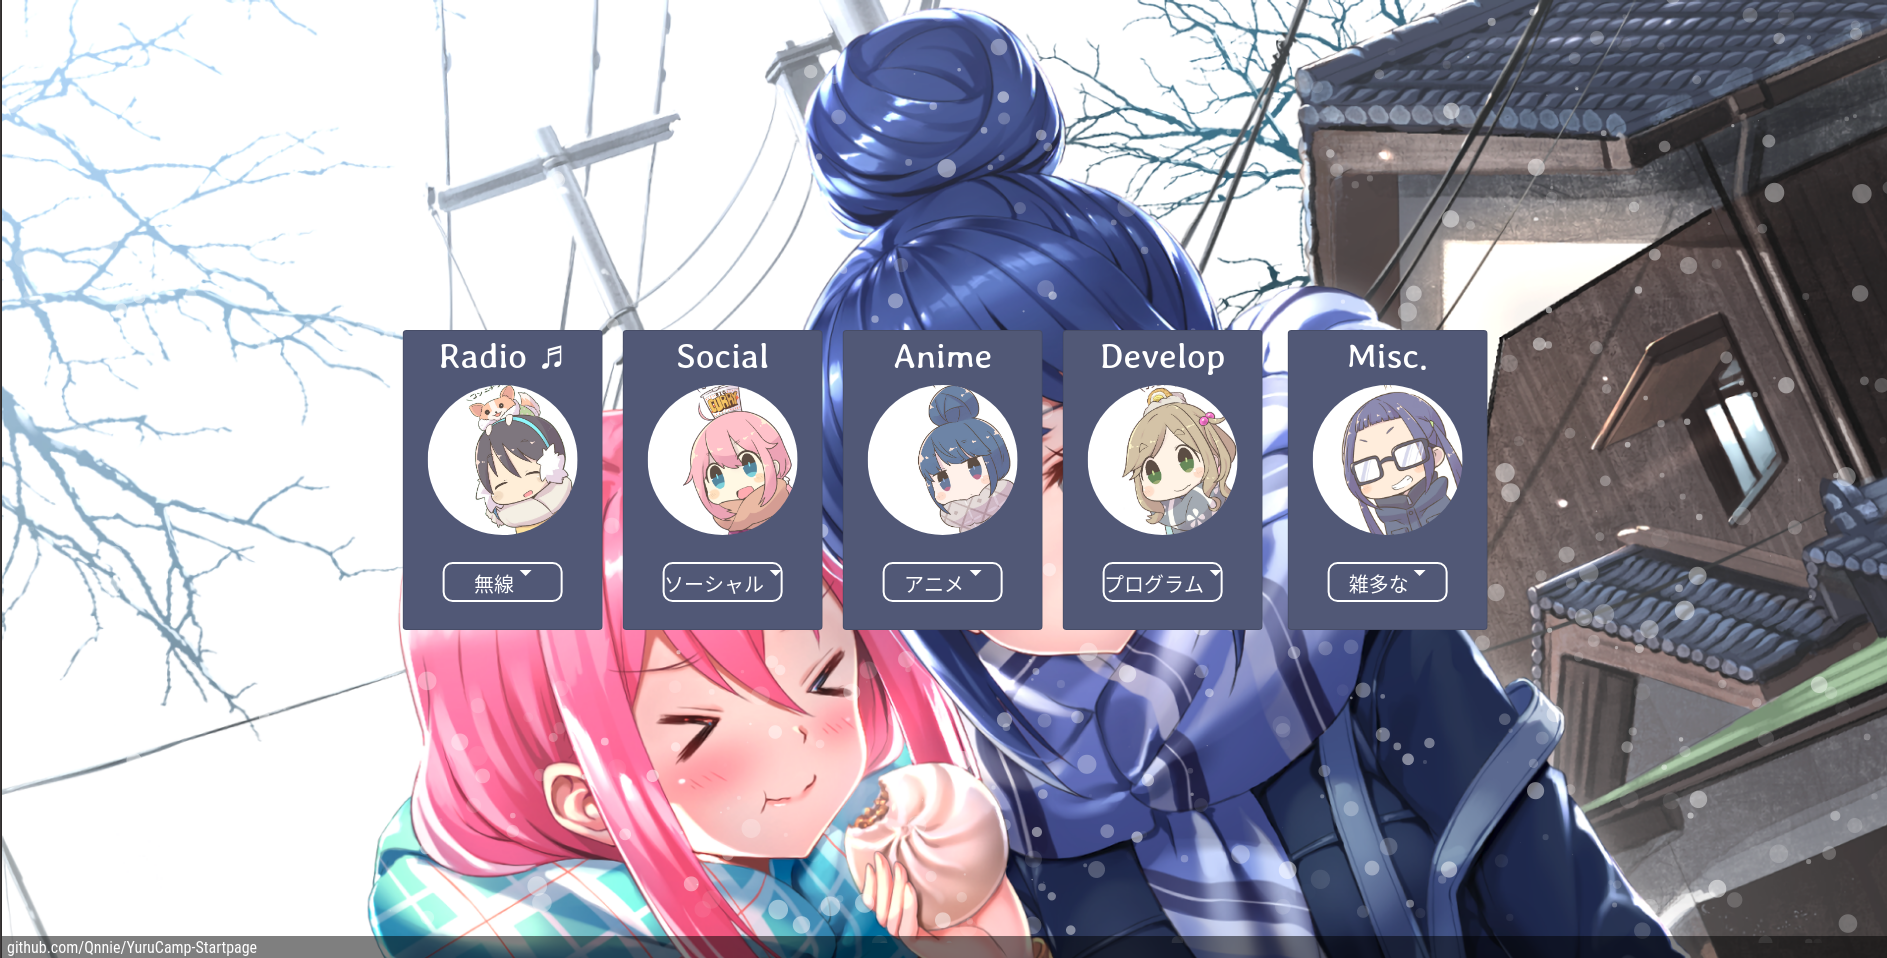 Radio ♬
Social
Anime
Develop
Misc.
無線
ソーシャル
アニメ
プログラム
雑多な
github.com/Qnnie/YuruCamp-Startpage